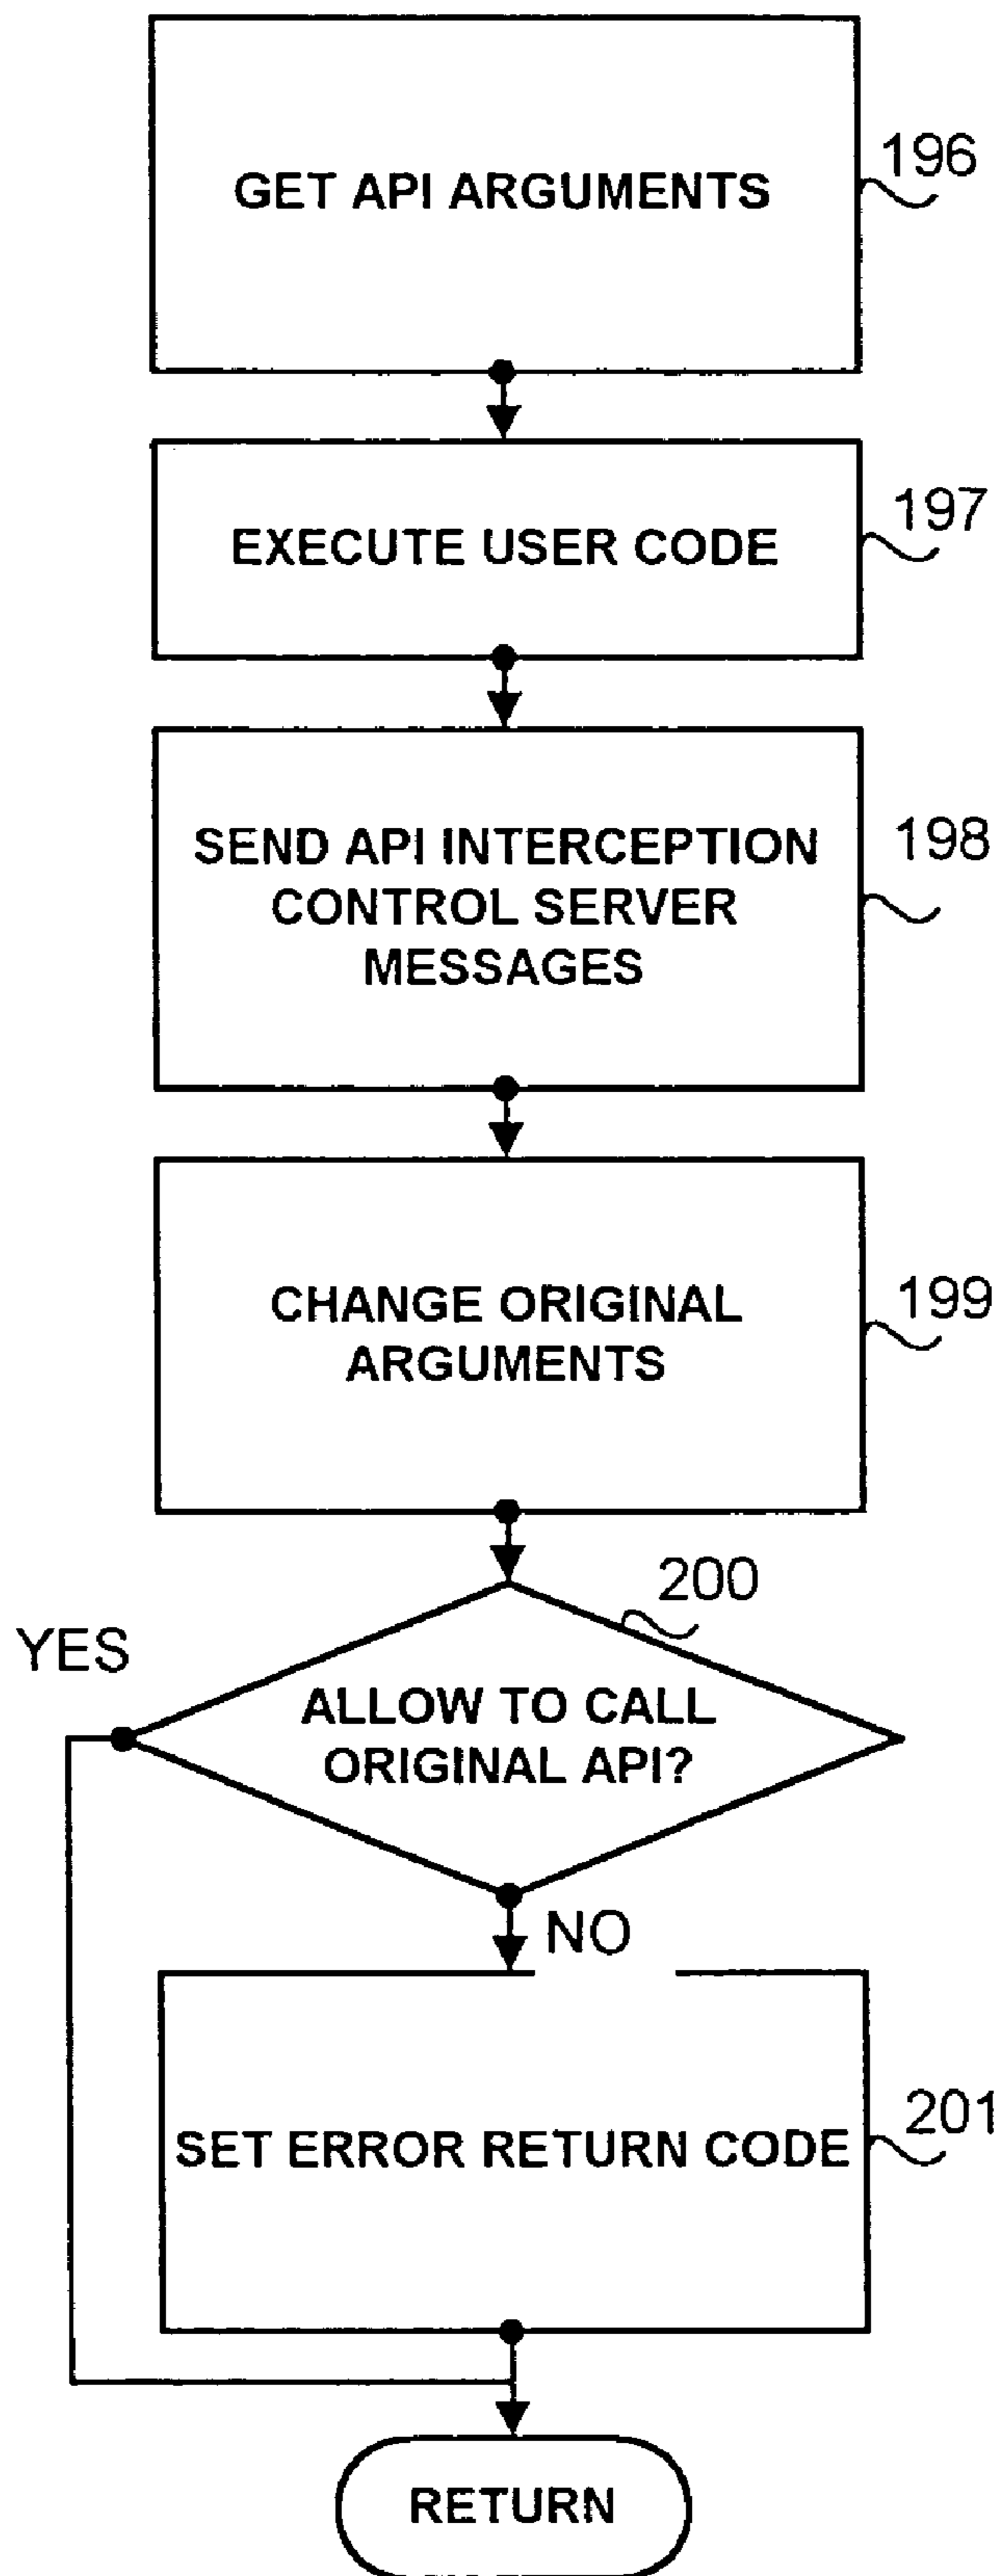 GET API ARGUMENTS
196
EXECUTE USER CODE
197
SEND API INTERCEPTION
CONTROL SERVER
MESSAGES
198
CHANGE ORIGINAL
ARGUMENTS
199
200
YES
ALLOW TO CALL
ORIGINAL API?
NO
SET ERROR RETURN CODE
201
RETURN